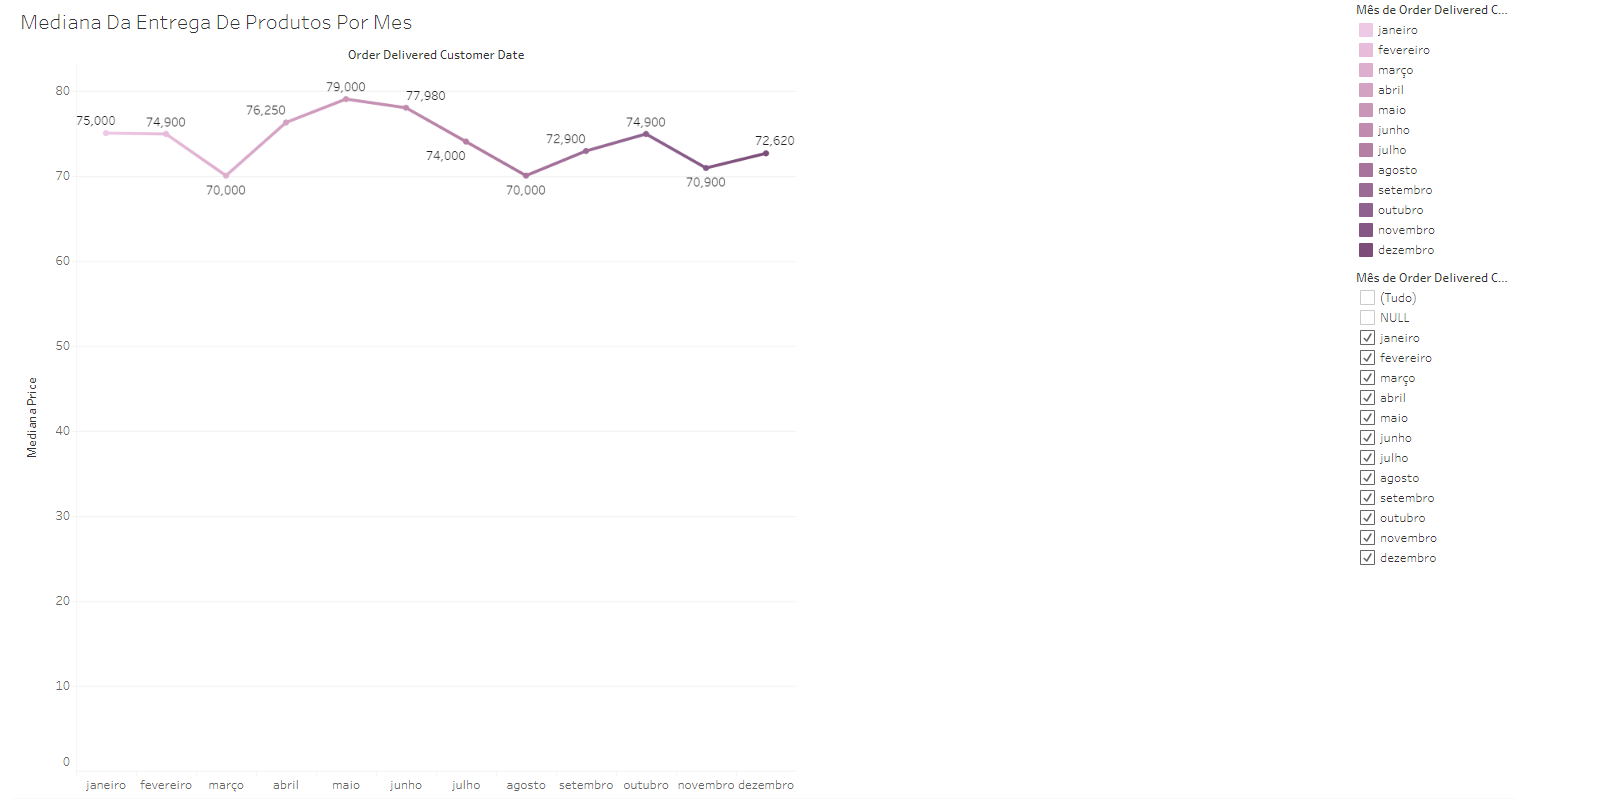 Mediana Da Entrega De Produtos Por Mes
Order Delivered Customer Date
Mediana Price
80
70
60
50
40
30
20
10
0
75,000
74,900
70,000
76,250
79,000
77,980
74,000
70,000
72,900
74,900
70,900
72,620
janeiro
fevereiro
março
abril
maio
junho
julho
agosto
setembro
outubro
novembro
dezembro
Mês de Order Delivered C...
janeiro
fevereiro
março
abril
maio
junho
julho
agosto
setembro
outubro
novembro
dezembro
Mês de Order Delivered C...
(Tudo)
NULL
janeiro
fevereiro
março
abril
maio
junho
julho
agosto
setembro
outubro
novembro
dezembro